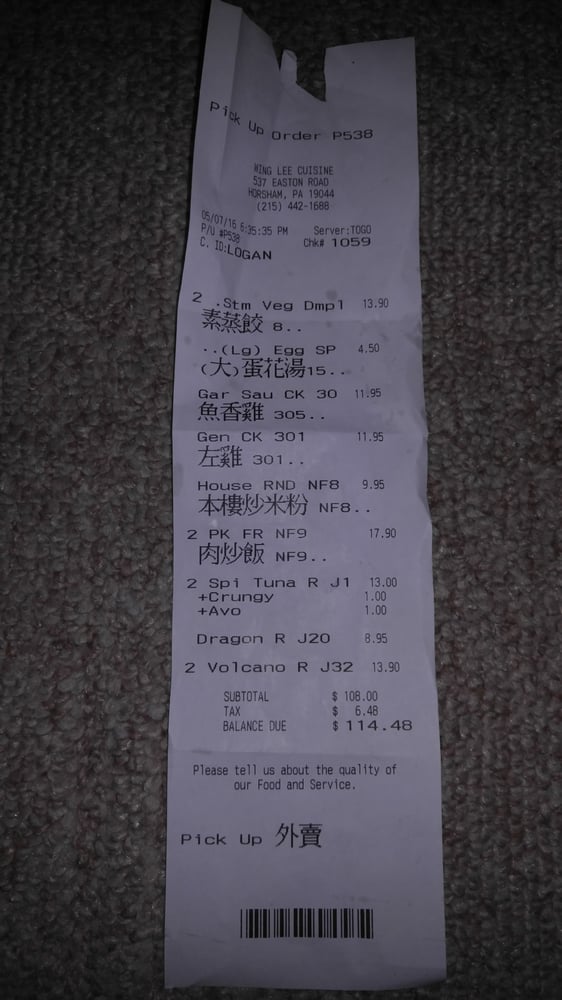 Pick Up Order P538
WING LEE CUISINE
537 EASTON ROAD
HORSHAM, PA 19044
(215) 442-1688
05/07/16 6:35:35 PM Server:TOGO
P/U #P538 Chk# 1059
C. ID:LOGAN
2 .Stm Veg Dmpl 13.90
素蒸餃 8..
..(Lg) Egg SP 4.50
(大)蛋花湯15..
Gar Sau CK 30 11.95
魚香雞 305..
Gen CK 301 11.95
左雞 301..
House RND NF8 9.95
本樓炒米粉 NF8..
2 PK FR NF9 17.90
肉炒飯 NF9..
2 Spi Tuna R J1 13.00
+Crungy 1.00
+Avo 1.00
Dragon R J20 8.95
2 Volcano R J32 13.90
SUBTOTAL $ 108.00
TAX $ 6.48
BALANCE DUE $ 114.48
Please tell us about the quality of
our Food and Service.
Pick Up 外賣